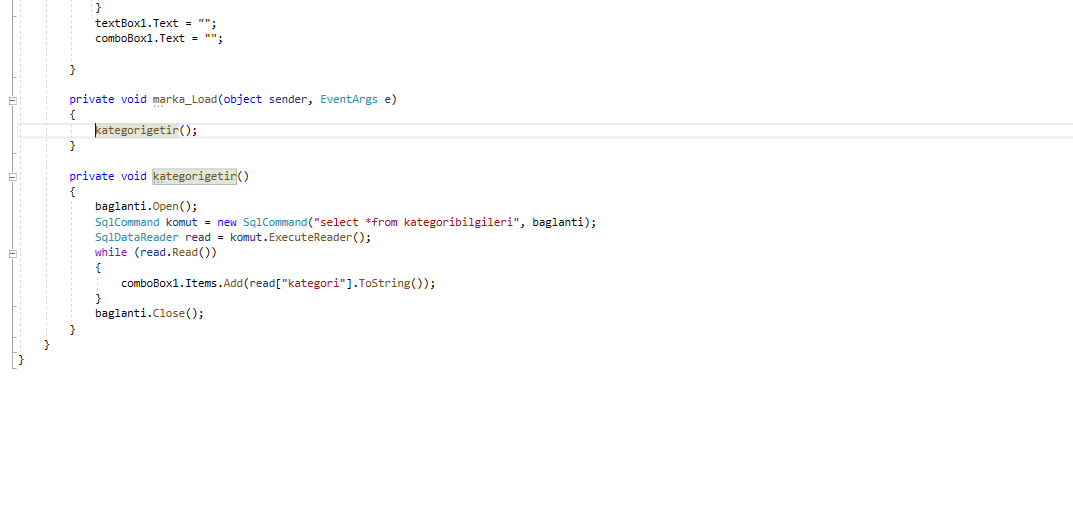 }
textBox1.Text = "";
comboBox1.Text = "";
}
private void marka_Load(object sender, EventArgs e)
{
kategorigetir();
}
private void kategorigetir()
{
baglanti.Open();
SqlCommand komut = new SqlCommand("select *from kategoribilgileri", baglanti);
SqlDataReader read = komut.ExecuteReader();
while (read.Read())
{
comboBox1.Items.Add(read["kategori"].ToString());
}
baglanti.Close();
}
}
}